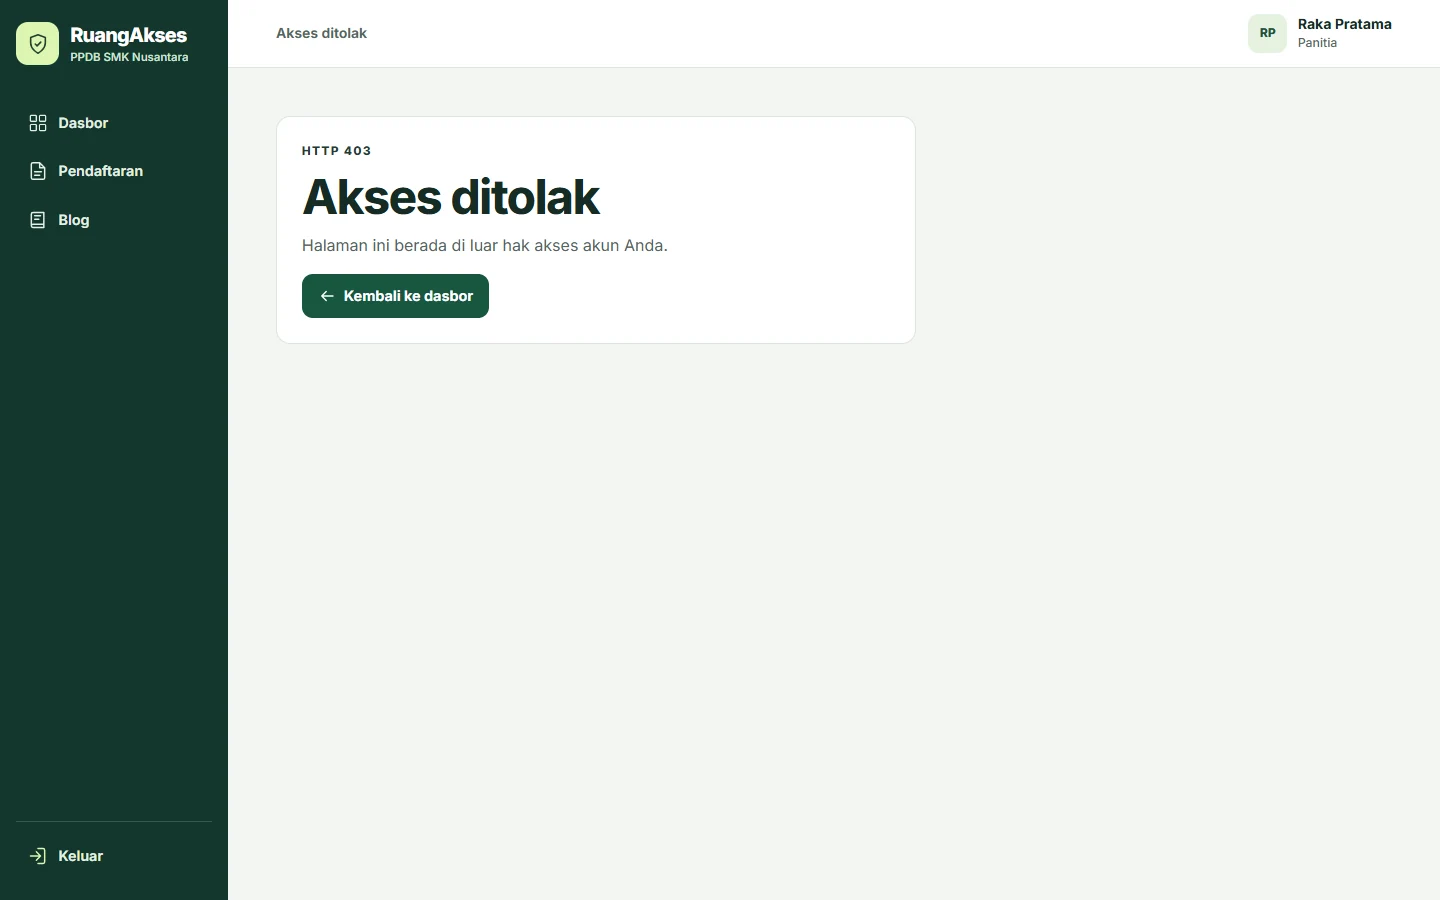 RuangAkses
PPDB SMK Nusantara
Dasbor
Pendaftaran
Blog
Keluar
Akses ditolak
RP
Raka Pratama
Panitia
HTTP 403
Akses ditolak
Halaman ini berada di luar hak akses akun Anda.
Kembali ke dasbor